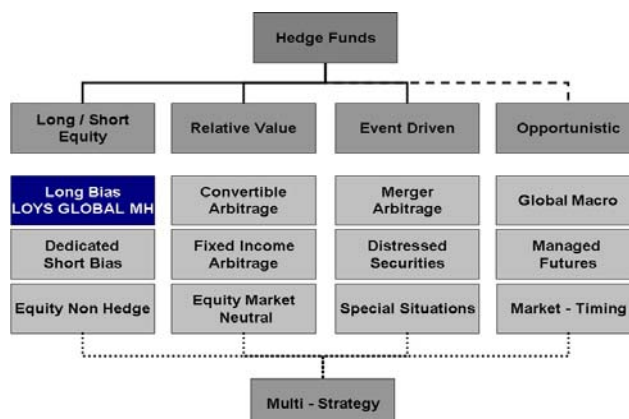 Hedge Funds
Long / Short
Equity
Relative Value
Event Driven
Opportunistic
Long Bias
LOYS GLOBAL MH
Convertible
Arbitrage
Merger
Arbitrage
Global Macro
Dedicated
Short Bias
Fixed Income
Arbitrage
Distressed
Securities
Managed
Futures
Equity Non Hedge
Equity Market
Neutral
Special Situations
Market - Timing
Multi - Strategy